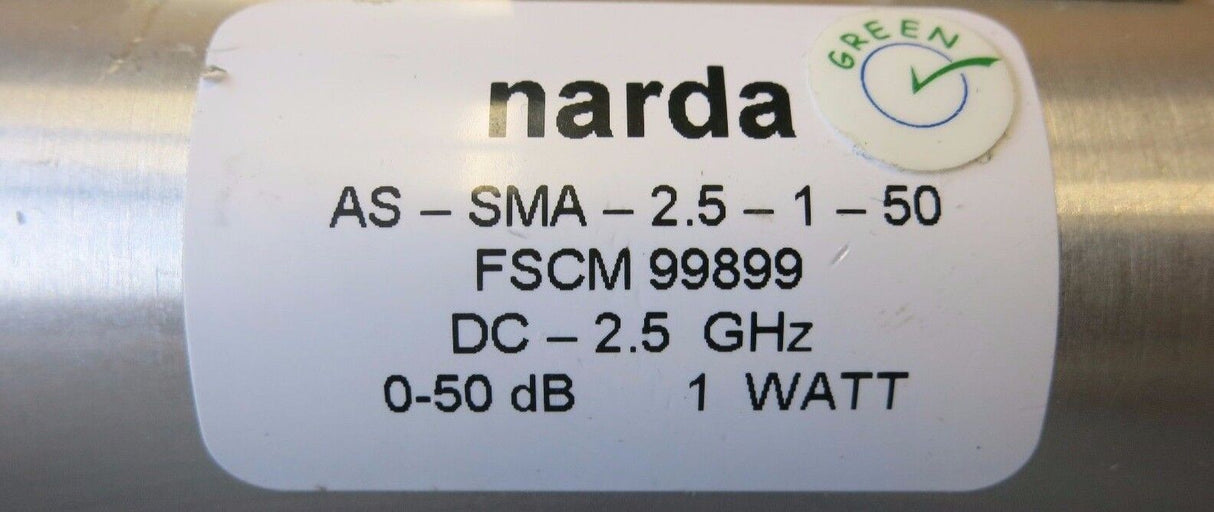 narda
GREEN
AS – SMA – 2.5 – 1 – 50
FSCM 99899
DC – 2.5 GHz
0-50 dB 1 WATT